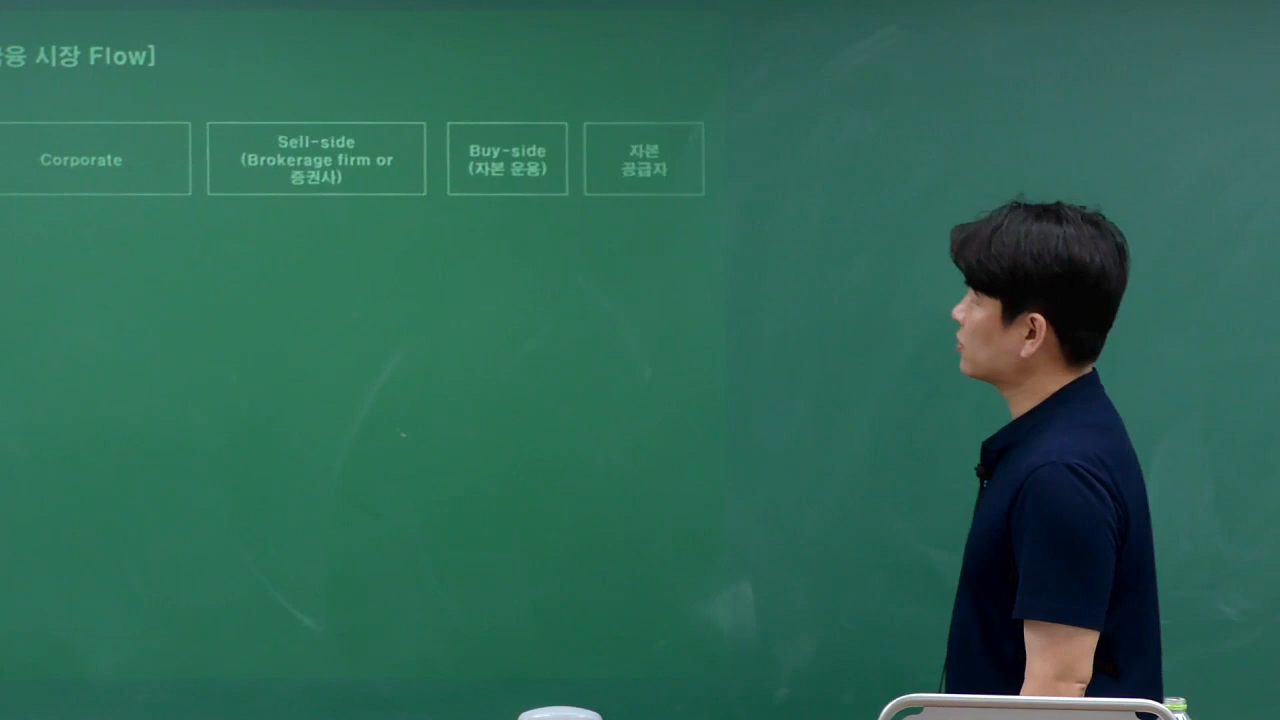 시장 Flow]
Corporate
Sell-side
(Brokerage firm or
증권사)
Buy-side
(자본 운용)
자본
공급자